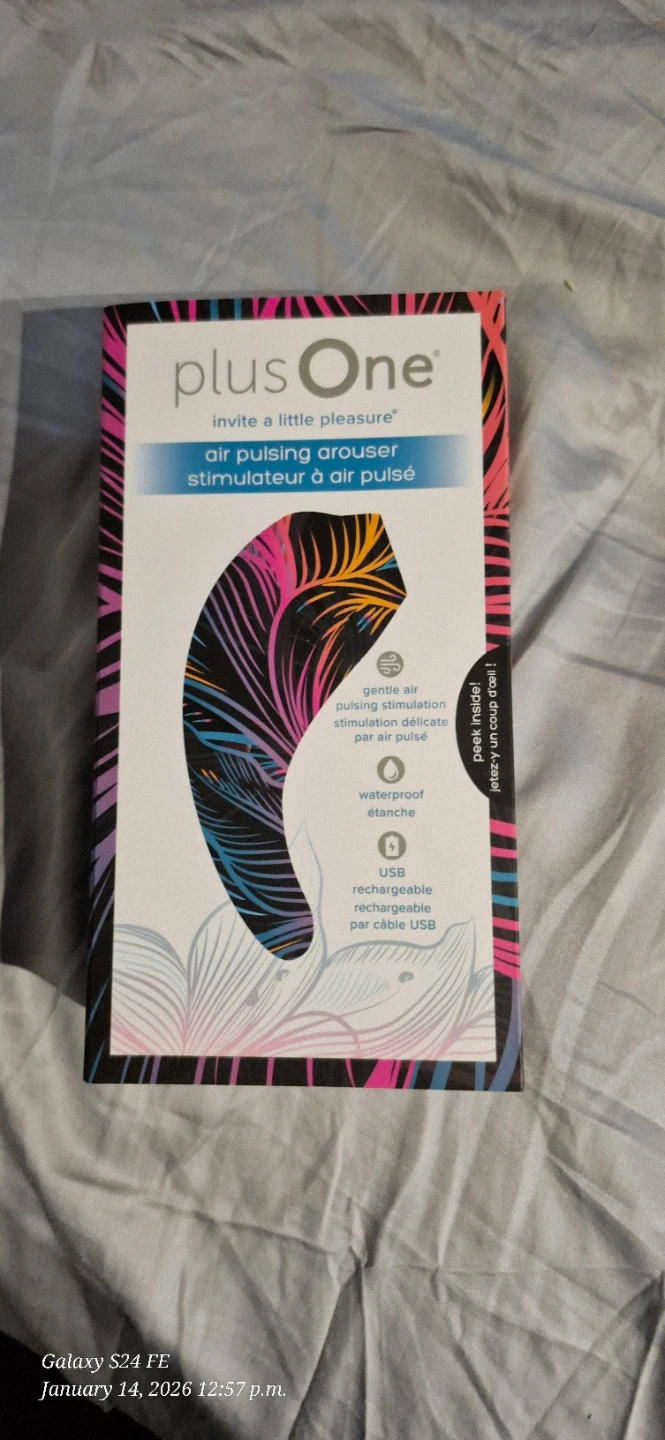 plusOne®
invite a little pleasure®
air pulsing arouser
stimulateur à air pulsé
gentle air
pulsing stimulation
stimulation délicate
par air pulsé
waterproof
étanche
USB
rechargeable
rechargeable
par câble USB
peek inside!
jetez-y un coup d'œil !
Galaxy S24 FE
January 14, 2026 12:57 p.m.